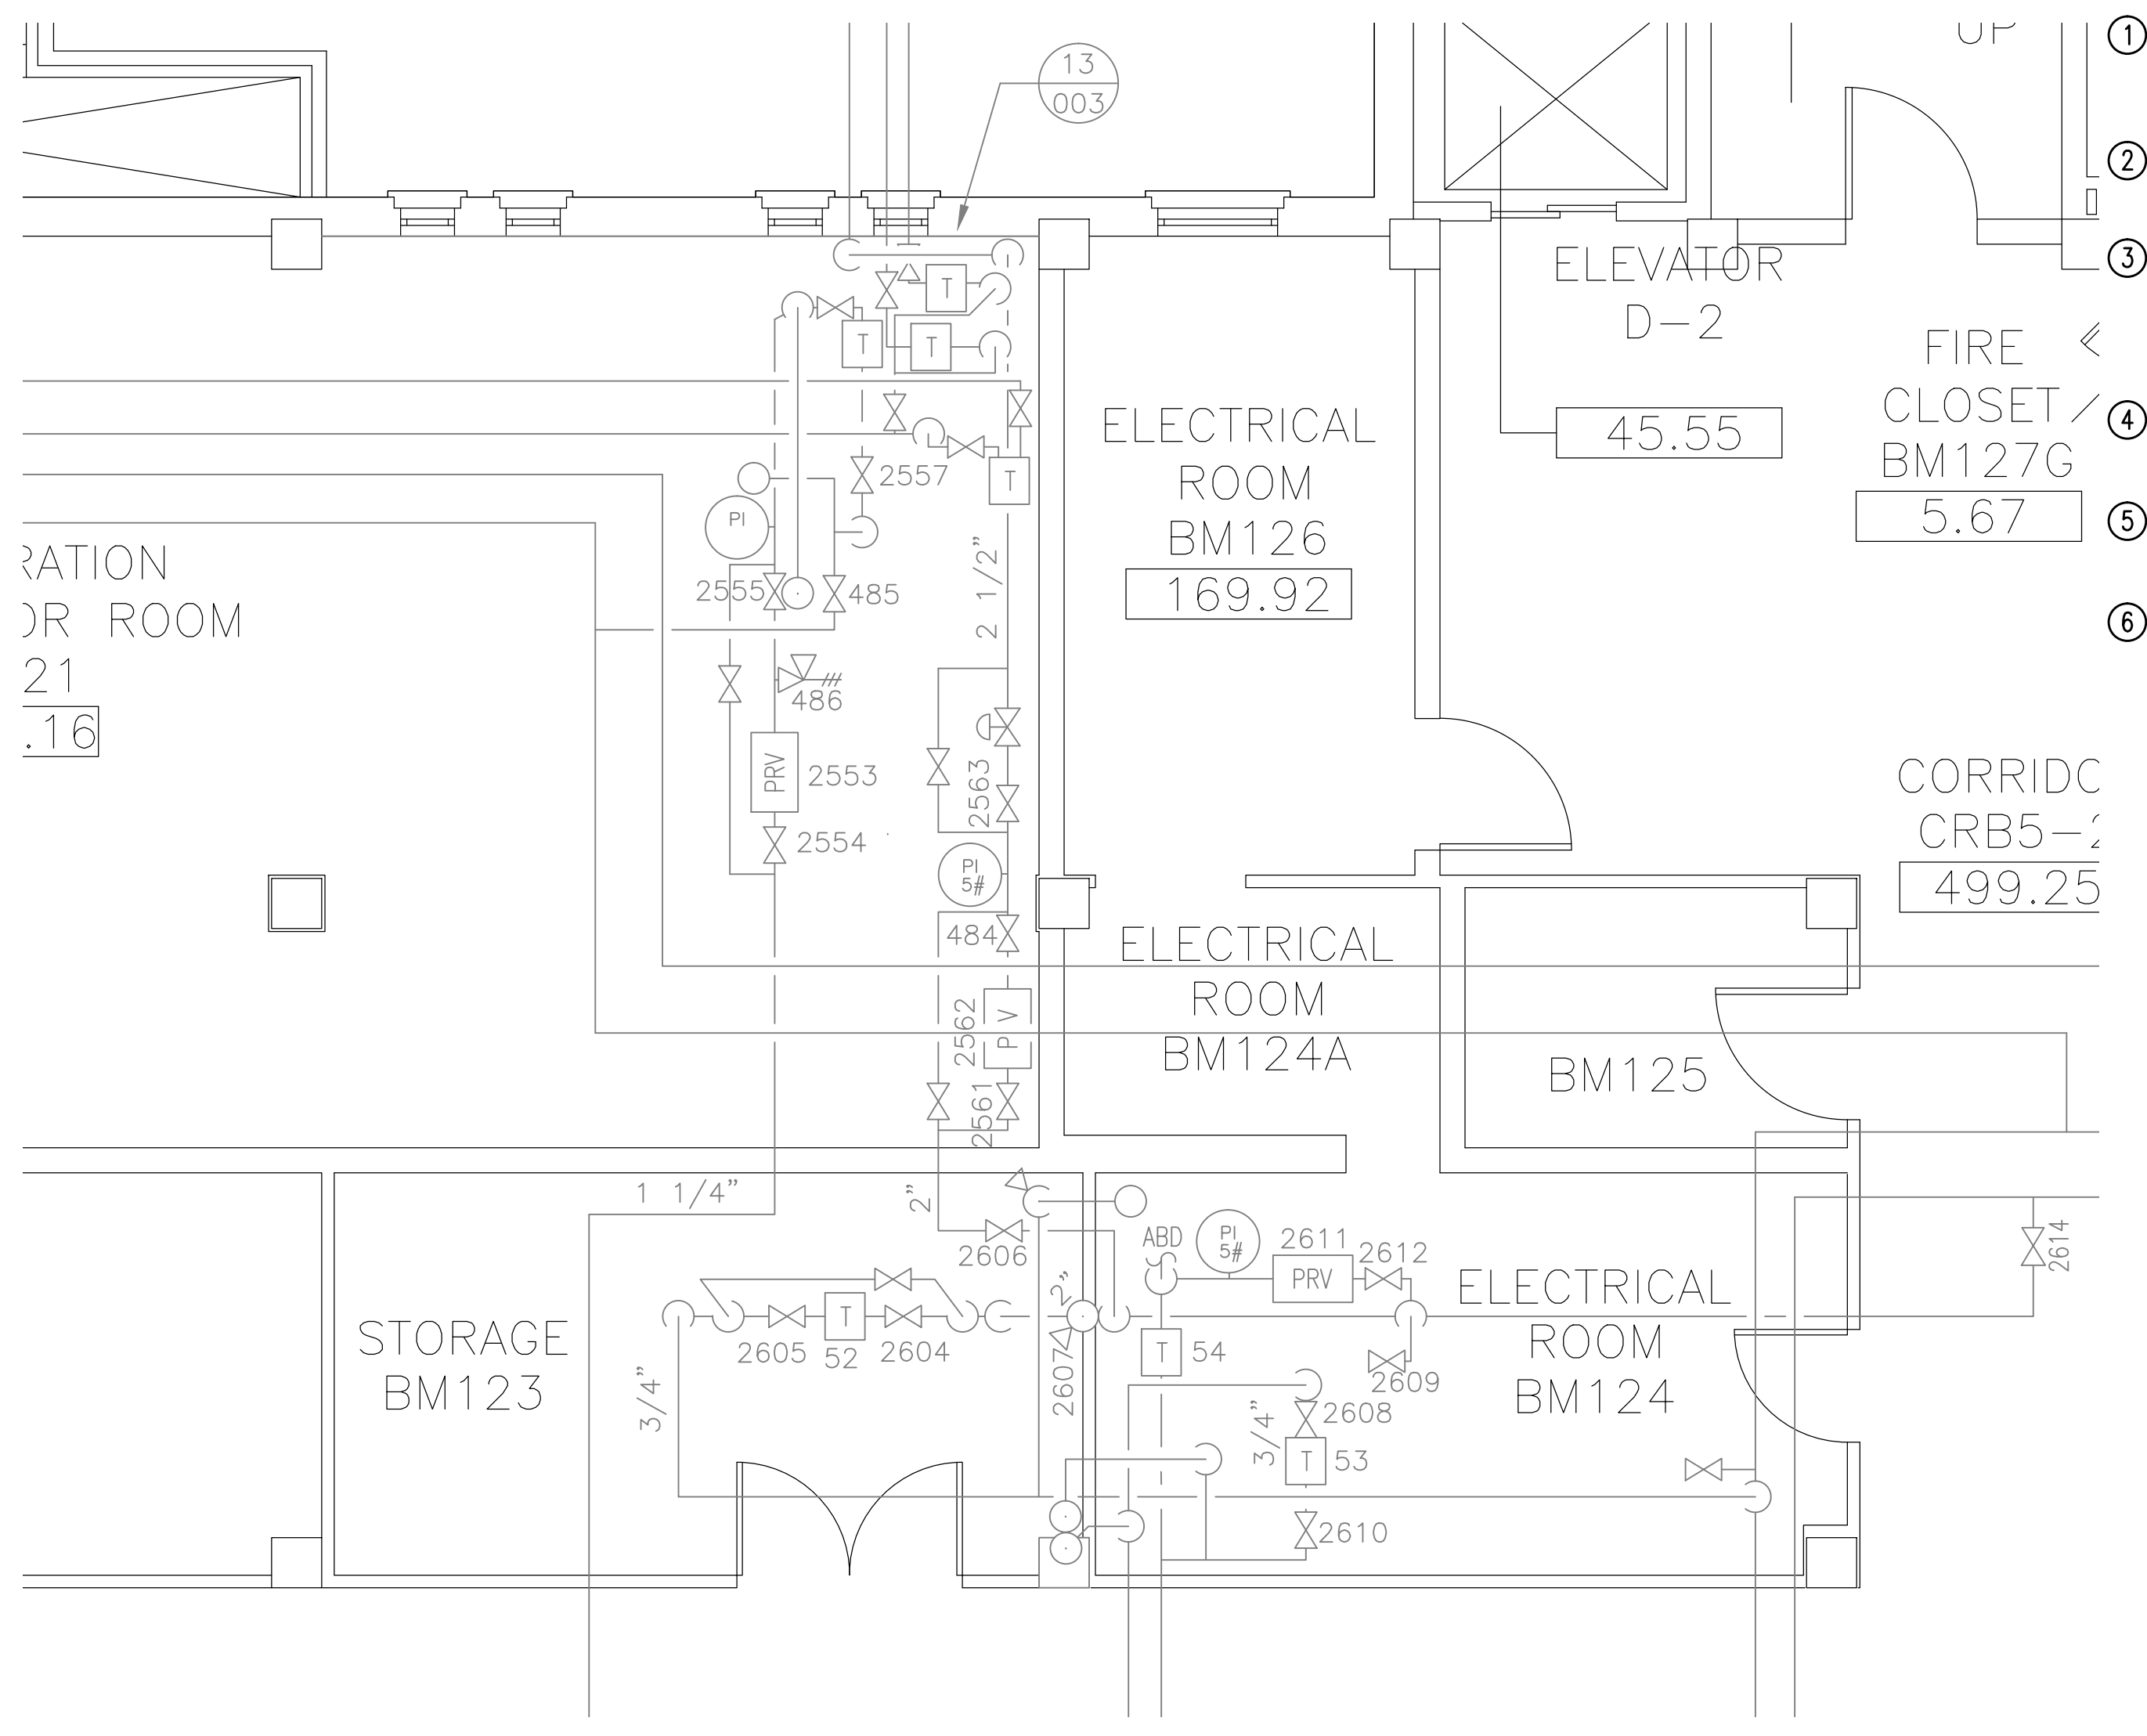 UP
1
13
003
2
3
ELEVATOR
D-2
45.55
4
FIRE
CLOSET/
BM127G
5.67
5
6
ELECTRICAL
ROOM
BM126
169.92
T
T
T
T
2557
PI
2555
485
2 1/2"
486
PRV
2553
2554
2563
PI
5#
484
2562
P V
2561
RATION
OR ROOM
21
.16
CORRIDO
CRB5-2
499.25
ELECTRICAL
ROOM
BM124A
BM125
1 1/4"
2"
2606
2"
ABD
PI
5#
2611
2612
PRV
2614
STORAGE
BM123
2605
T
52
2604
2607
T
54
2609
ELECTRICAL
ROOM
BM124
3/4"
3/4"
2608
T
53
2610